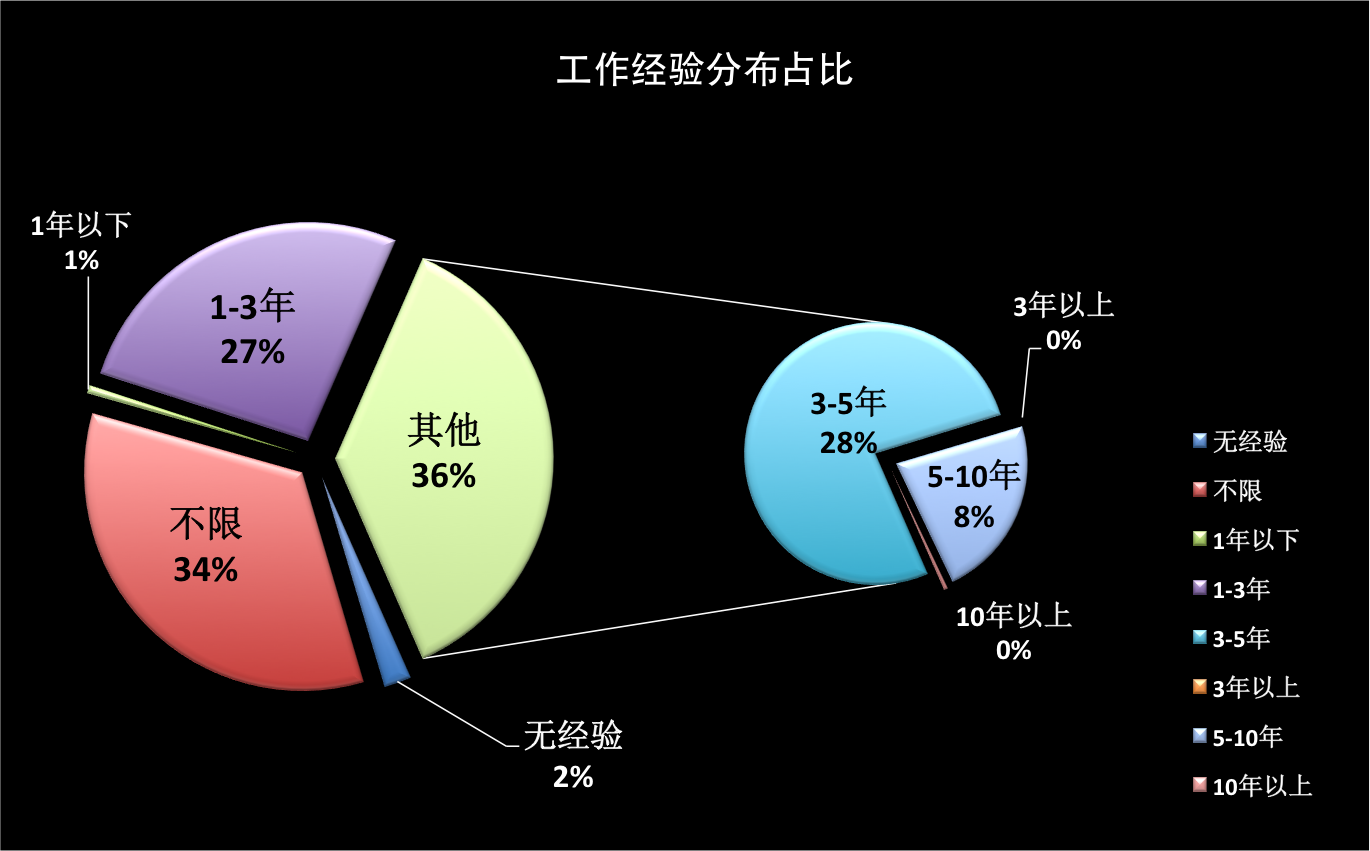 工作经验分布占比
1年以下
1%
1-3年
27%
不限
34%
其他
36%
无经验
2%
3-5年
28%
3年以上
0%
5-10年
8%
10年以上
0%
无经验
不限
1年以下
1-3年
3-5年
3年以上
5-10年
10年以上